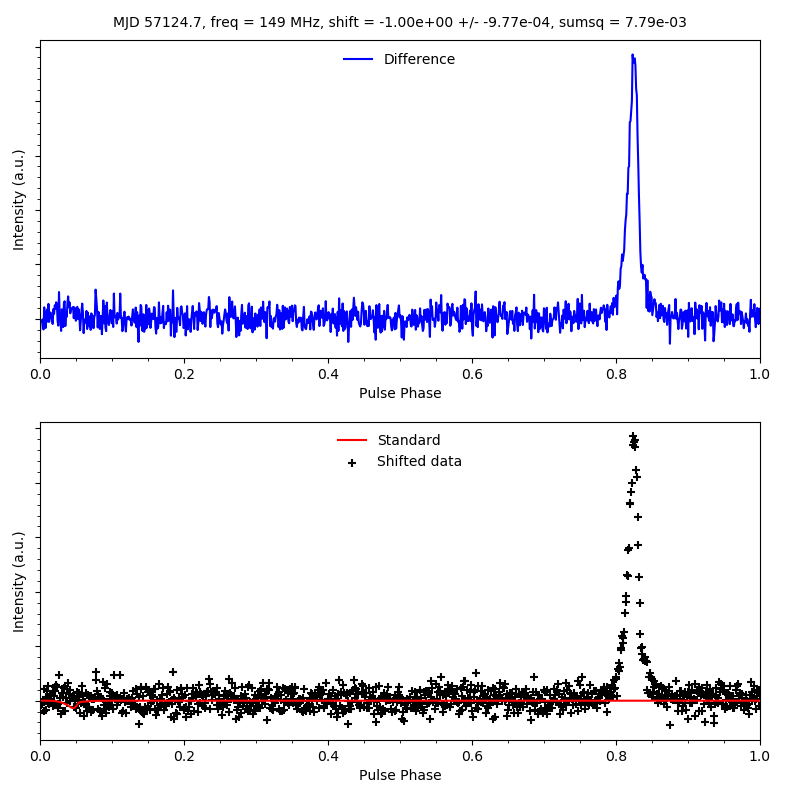 MJD 57124.7, freq = 149 MHz, shift = -1.00e+00 +/- -9.77e-04, sumsq = 7.79e-03
Difference
Intensity (a.u.)
0.0 0.2 0.4 0.6 0.8 1.0
Pulse Phase
Standard
Shifted data
Intensity (a.u.)
0.0 0.2 0.4 0.6 0.8 1.0
Pulse Phase